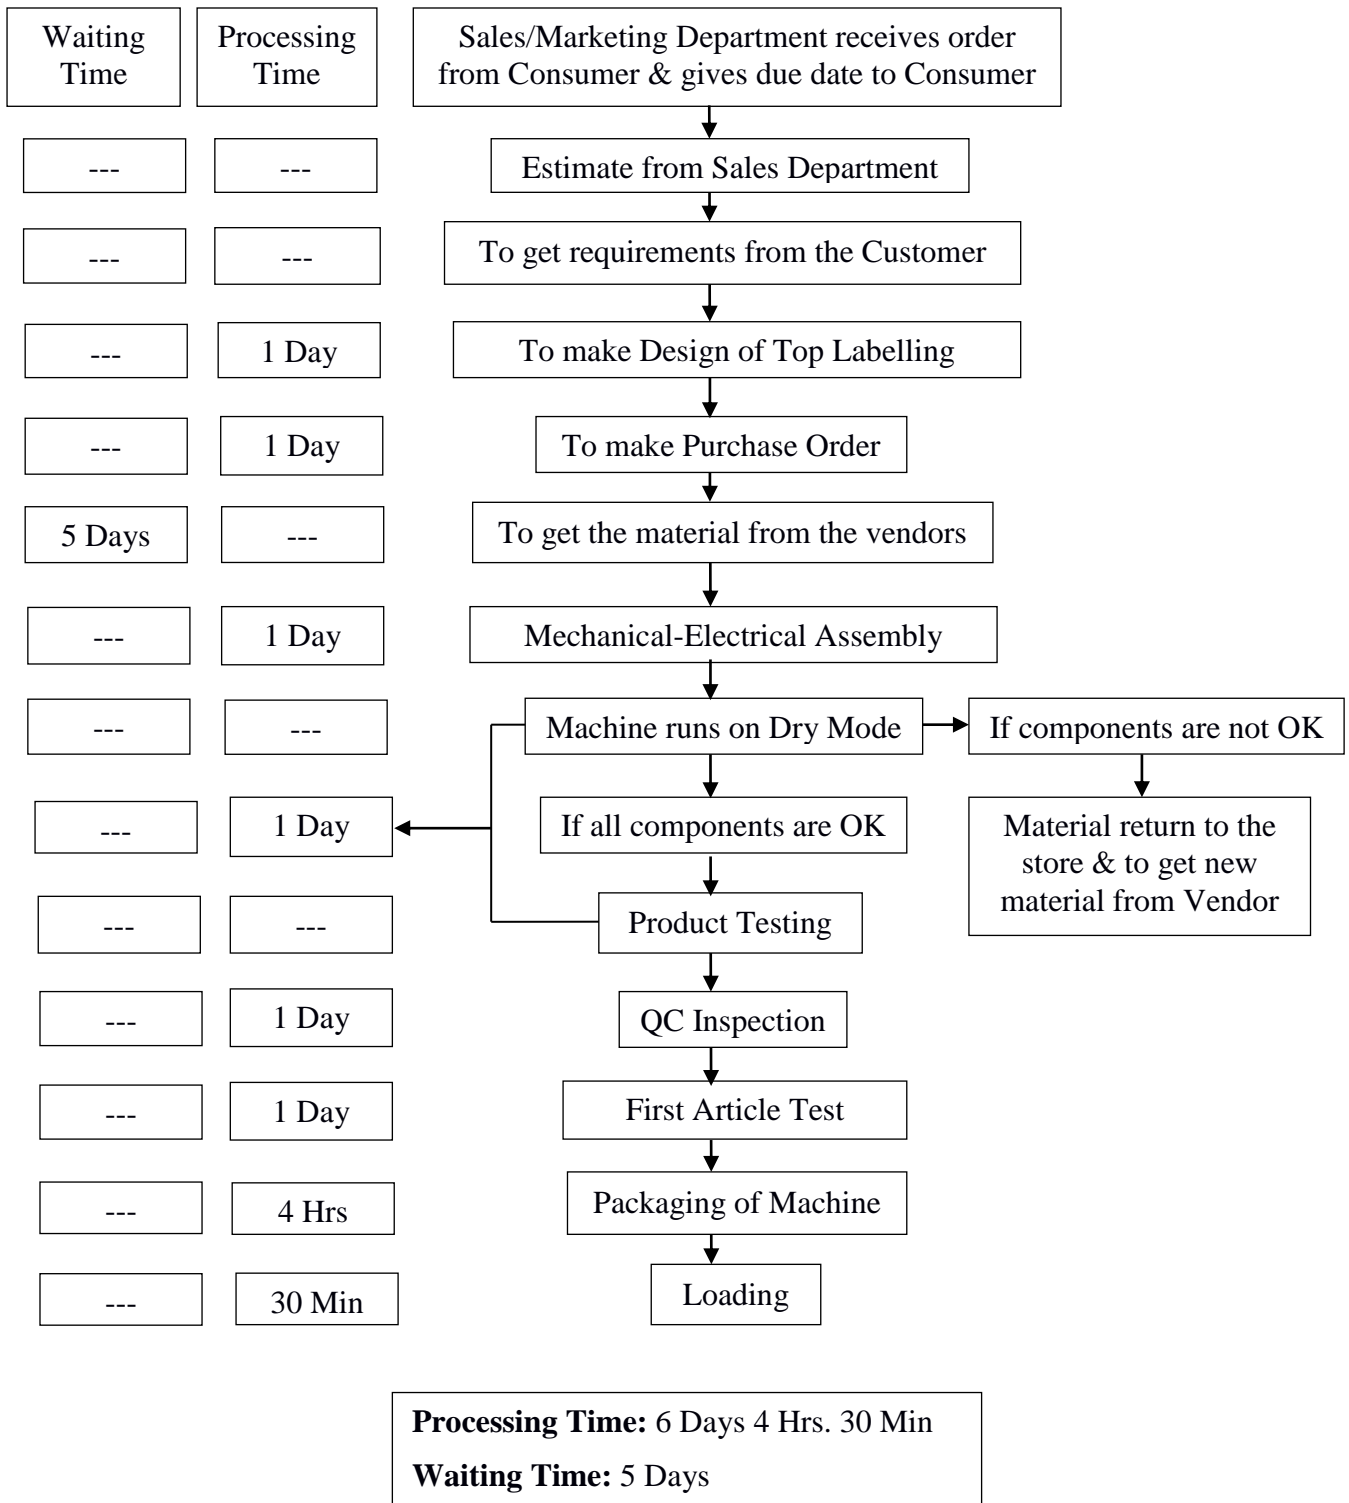 Waiting
Time
Processing
Time
Sales/Marketing Department receives order
from Consumer & gives due date to Consumer
---
---
Estimate from Sales Department
---
---
To get requirements from the Customer
---
1 Day
To make Design of Top Labelling
---
1 Day
To make Purchase Order
5 Days
---
To get the material from the vendors
---
1 Day
Mechanical-Electrical Assembly
---
---
Machine runs on Dry Mode
If components are not OK
---
1 Day
If all components are OK
Material return to the
store & to get new
material from Vendor
---
---
Product Testing
---
1 Day
QC Inspection
---
1 Day
First Article Test
---
4 Hrs
Packaging of Machine
---
30 Min
Loading
Processing Time: 6 Days 4 Hrs. 30 Min
Waiting Time: 5 Days